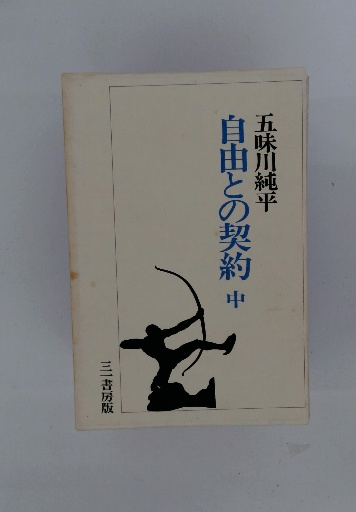 五味川純平
自由との契約 中
三一書房版